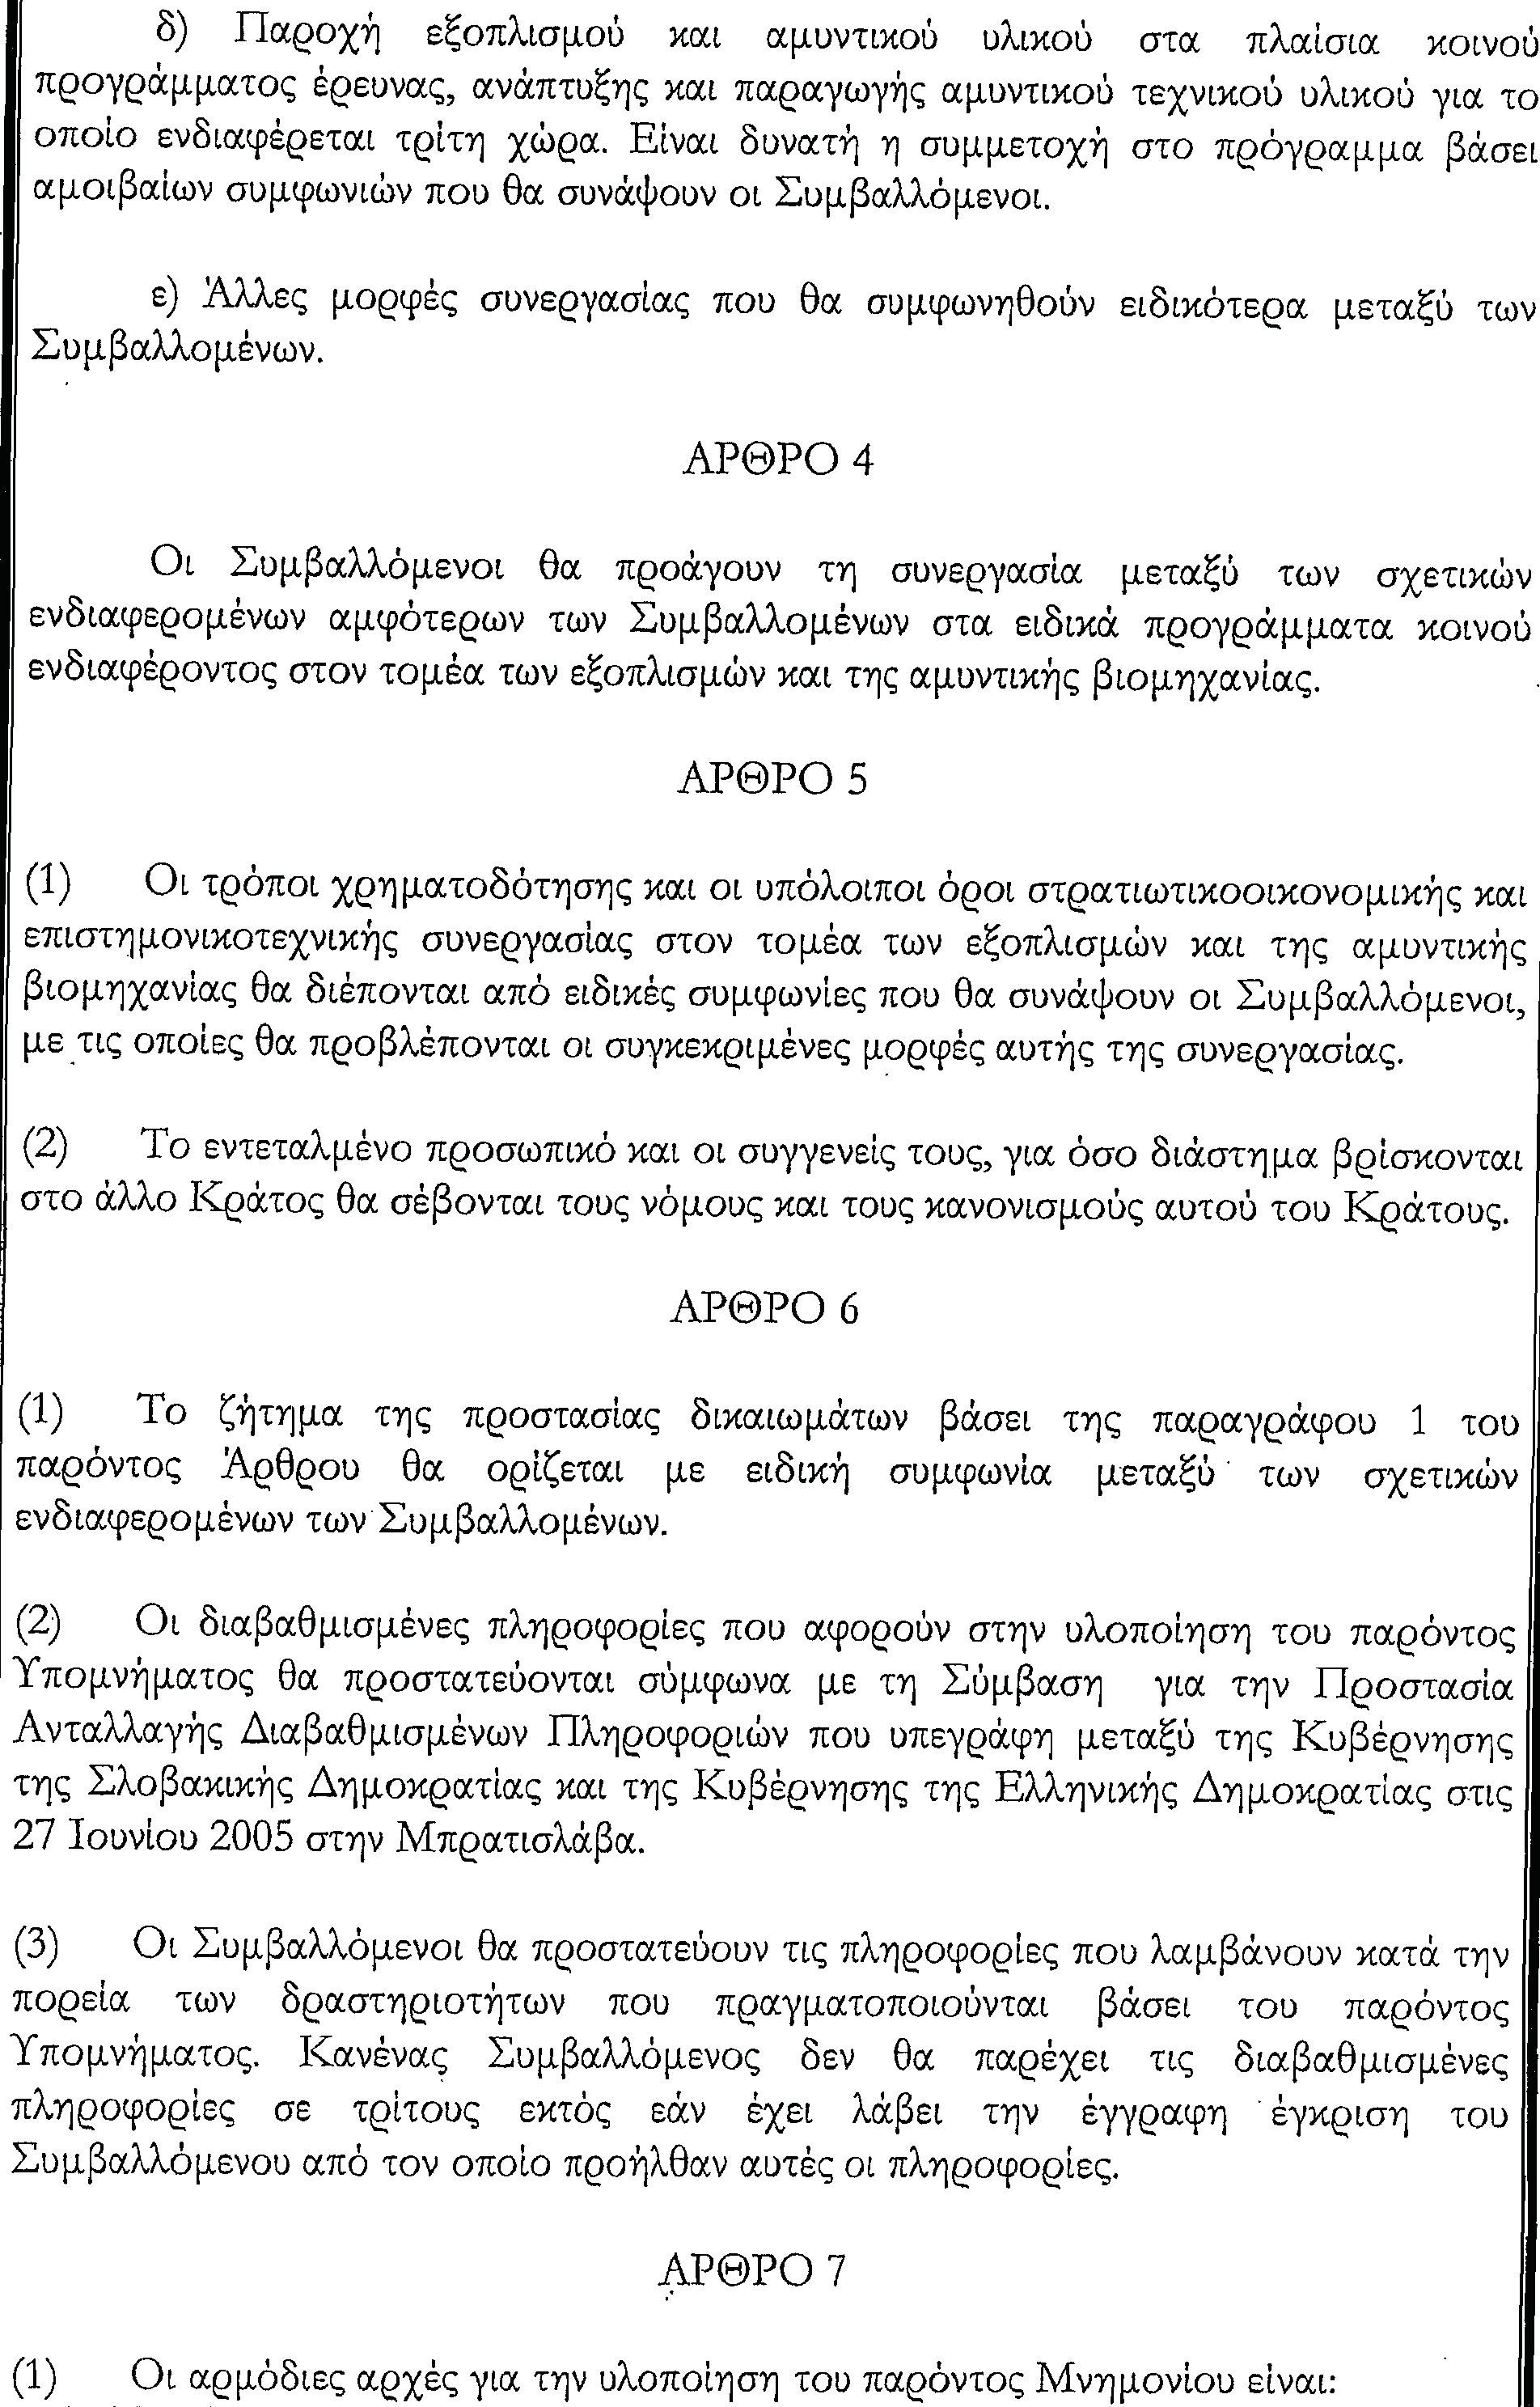 δ) Παροχή εξοπλισμού και αμυντικού υλικού στα πλαίσια κοινού
προγράμματος έρευνας, ανάπτυξης και παραγωγής αμυντικού τεχνικού υλικού για το
οποίο ενδιαφέρεται τρίτη χώρα. Είναι δυνατή η συμμετοχή στο πρόγραμμα βάσει
αμοιβαίων συμφωνιών που θα συνάψουν οι Συμβαλλόμενοι.
ε) Άλλες μορφές συνεργασίας που θα συμφωνηθούν ειδικότερα μεταξύ των
Συμβαλλομένων.
ΑΡΘΡΟ 4
Οι Συμβαλλόμενοι θα προάγουν τη συνεργασία μεταξύ των σχετικών
ενδιαφερομένων αμφότερων των Συμβαλλομένων στα ειδικά προγράμματα κοινού
ενδιαφέροντος στον τομέα των εξοπλισμών και της αμυντικής βιομηχανίας.
ΑΡΘΡΟ 5
(1) Οι τρόποι χρηματοδότησης και οι υπόλοιποι όροι στρατιωτικοοικονομικής και
επιστημονικοτεχνικής συνεργασίας στον τομέα των εξοπλισμών και της αμυντικής
βιομηχανίας θα διέπονται από ειδικές συμφωνίες που θα συνάψουν οι Συμβαλλόμενοι,
με τις οποίες θα προβλέπονται οι συγκεκριμένες μορφές αυτής της συνεργασίας.
(2) Το εντεταλμένο προσωπικό και οι συγγενείς τους, για όσο διάστημα βρίσκονται
στο άλλο Κράτος θα σέβονται τους νόμους και τους κανονισμούς αυτού του Κράτους.
ΑΡΘΡΟ 6
(1) Το ζήτημα της προστασίας δικαιωμάτων βάσει της παραγράφου 1 του
παρόντος Άρθρου θα ορίζεται με ειδική συμφωνία μεταξύ των σχετικών
ενδιαφερομένων των Συμβαλλομένων.
(2) Οι διαβαθμισμένες πληροφορίες που αφορούν στην υλοποίηση του παρόντος
Υπομνήματος θα προστατεύονται σύμφωνα με τη Σύμβαση για την Προστασία
Ανταλλαγής Διαβαθμισμένων Πληροφοριών που υπεγράφη μεταξύ της Κυβέρνησης
της Σλοβακικής Δημοκρατίας και της Κυβέρνησης της Ελληνικής Δημοκρατίας στις
27 Ιουνίου 2005 στην Μπρατισλάβα.
(3) Οι Συμβαλλόμενοι θα προστατεύουν τις πληροφορίες που λαμβάνουν κατά την
πορεία των δραστηριοτήτων που πραγματοποιούνται βάσει του παρόντος
Υπομνήματος. Κανένας Συμβαλλόμενος δεν θα παρέχει τις διαβαθμισμένες
πληροφορίες σε τρίτους εκτός εάν έχει λάβει την έγγραφη έγκριση του
Συμβαλλόμενου από τον οποίο προήλθαν αυτές οι πληροφορίες.
ΑΡΘΡΟ 7
(1) Οι αρμόδιες αρχές για την υλοποίηση του παρόντος Μνημονίου είναι: